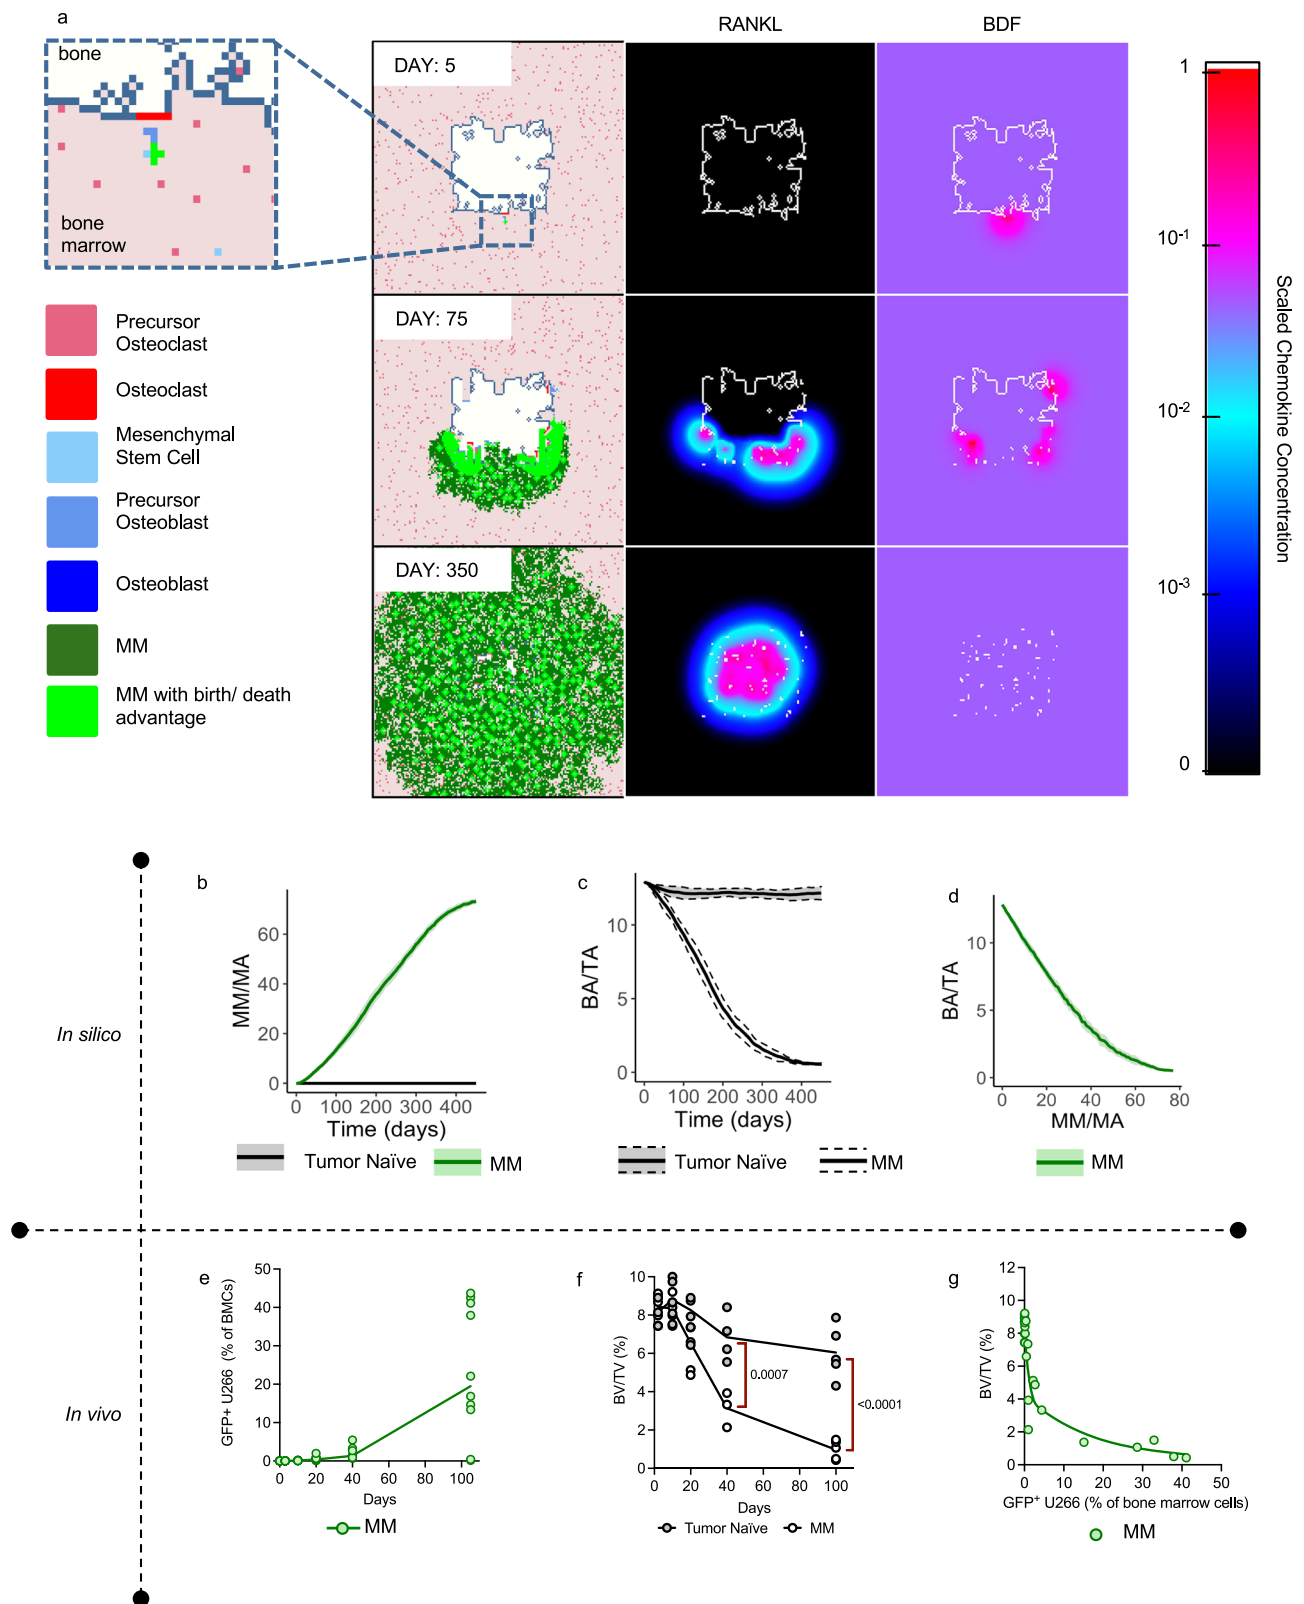 a
RANKL
BDF
bone
bone
marrow
DAY: 5
DAY: 75
DAY: 350
Precursor
Osteoclast
Osteoclast
Mesenchymal
Stem Cell
Precursor
Osteoblast
Osteoblast
MM
MM with birth/ death
advantage
1
10-1
10-2
10-3
0
Scaled Chemokine Concentration
In silico
b
MM/MA
60
40
20
0
0 100 200 300 400
Time (days)
Tumor Naïve
MM
c
BA/TA
10
5
0
0 100 200 300 400
Time (days)
Tumor Naïve
MM
d
BA/TA
10
5
0
0 20 40 60 80
MM/MA
MM
In vivo
e
GFP+ U266 (% of BMCs)
50
40
30
20
10
0
0 20 40 60 80 100
Days
MM
f
BV/TV (%)
10
8
6
4
2
0
0.0007
<0.0001
0 20 40 60 80 100
Days
Tumor Naïve
MM
g
BV/TV (%)
12
10
8
6
4
2
0
0 10 20 30 40 50
GFP+ U266 (% of bone marrow cells)
MM